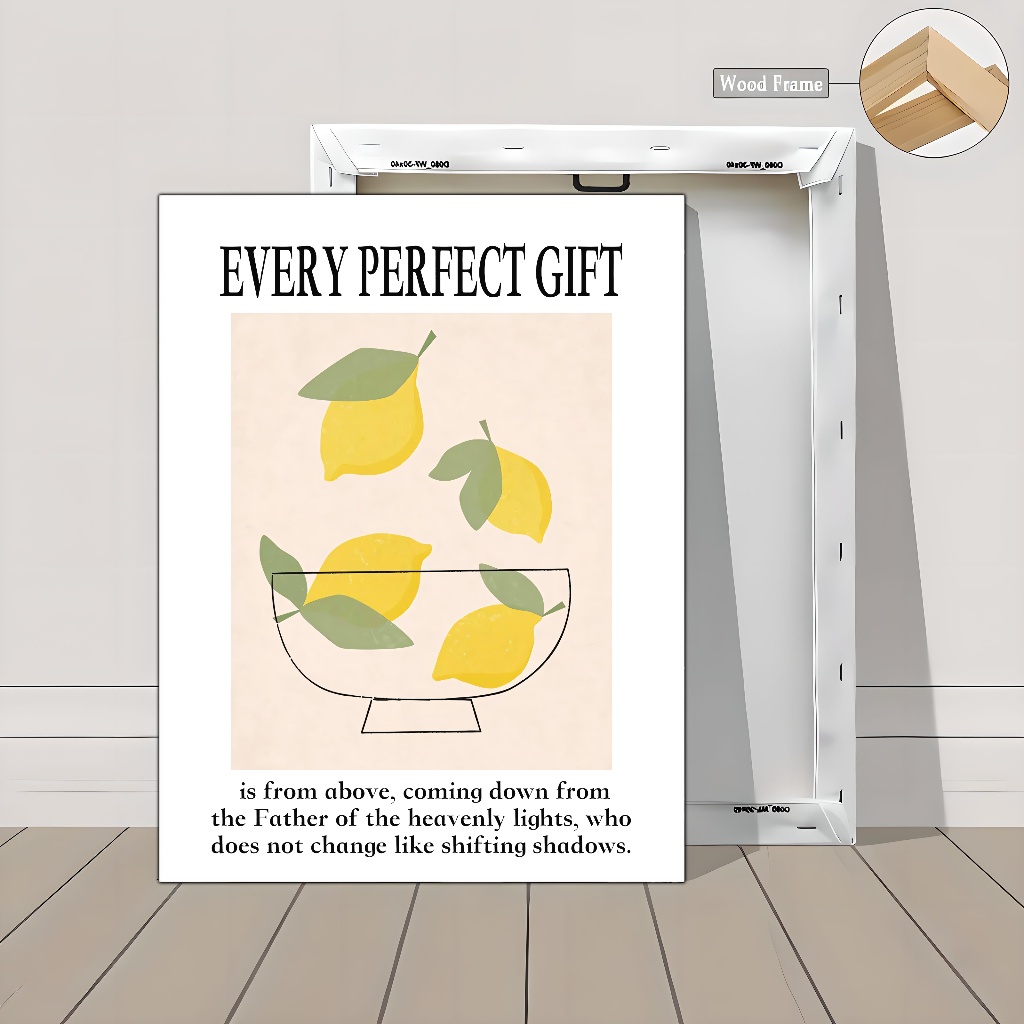 Wood Frame
EVERY PERFECT GIFT
is from above, coming down from
the Father of the heavenly lights, who
does not change like shifting shadows.